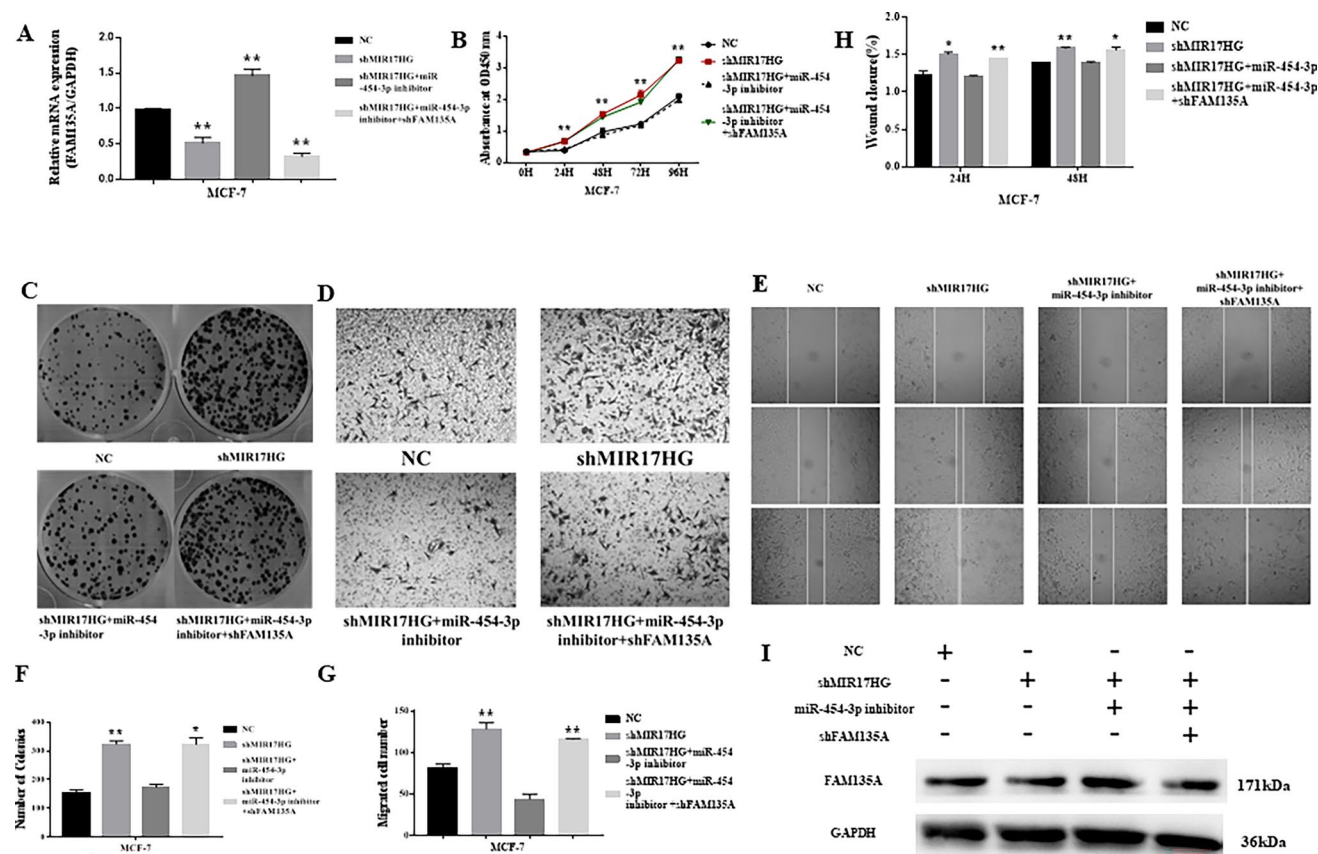 A
Relative mRNA expression
(FAM135A/GAPDH)
2.0
1.5
1.0
0.5
0.0
**
**
**
MCF-7
NC
shMIR17HG
shMIR17HG+miR
-454-3p inhibitor
shMIR17HG+miR-454-3p
inhibitor+shFAM135A
B
Absorbance at OD450 nm
5
4
3
2
1
0
**
**
**
**
0H
24H
48H
72H
96H
MCF-7
NC
shMIR17HG
shMIR17HG+miR-454
-3p inhibitor
shMIR17HG+miR-454
-3p inhibitor
+shFAM135A
H
Wound closure(%)
2.0
1.5
1.0
0.5
0.0
*
**
**
*
24H
48H
MCF-7
NC
shMIR17HG
shMIR17HG+miR-454-3p
shMIR17HG+miR-454-3p
+shFAM135A
C
NC
shMIR17HG
shMIR17HG+miR-454
-3p inhibitor
shMIR17HG+miR-454-3p
inhibitor+shFAM135A
D
NC
shMIR17HG
shMIR17HG+miR-454-3p
inhibitor
shMIR17HG+miR-454-3p
inhibitor+shFAM135A
E
NC
shMIR17HG
shMIR17HG+
miR-454-3p inhibitor
shMIR17HG+
miR-454-3p inhibitor+
shFAM135A
F
Number of Colonies
400
300
200
100
0
**
*
MCF-7
NC
shMIR17HG
shMIR17HG+
miR-454-3p
inhibitor
shMIR17HG+
miR-454-3p inhibitor
+shFAM135A
G
Migrated cell number
150
100
50
0
**
**
MCF-7
NC
shMIR17HG
shMIR17HG+miR-454
-3p inhibitor
shMIR17HG+miR-454
-3p
inhibitor+shFAM135A
I
NC + - - -
shMIR17HG - + + +
miR-454-3p inhibitor - - + +
shFAM135A - - - +
FAM135A 171kDa
GAPDH 36kDa